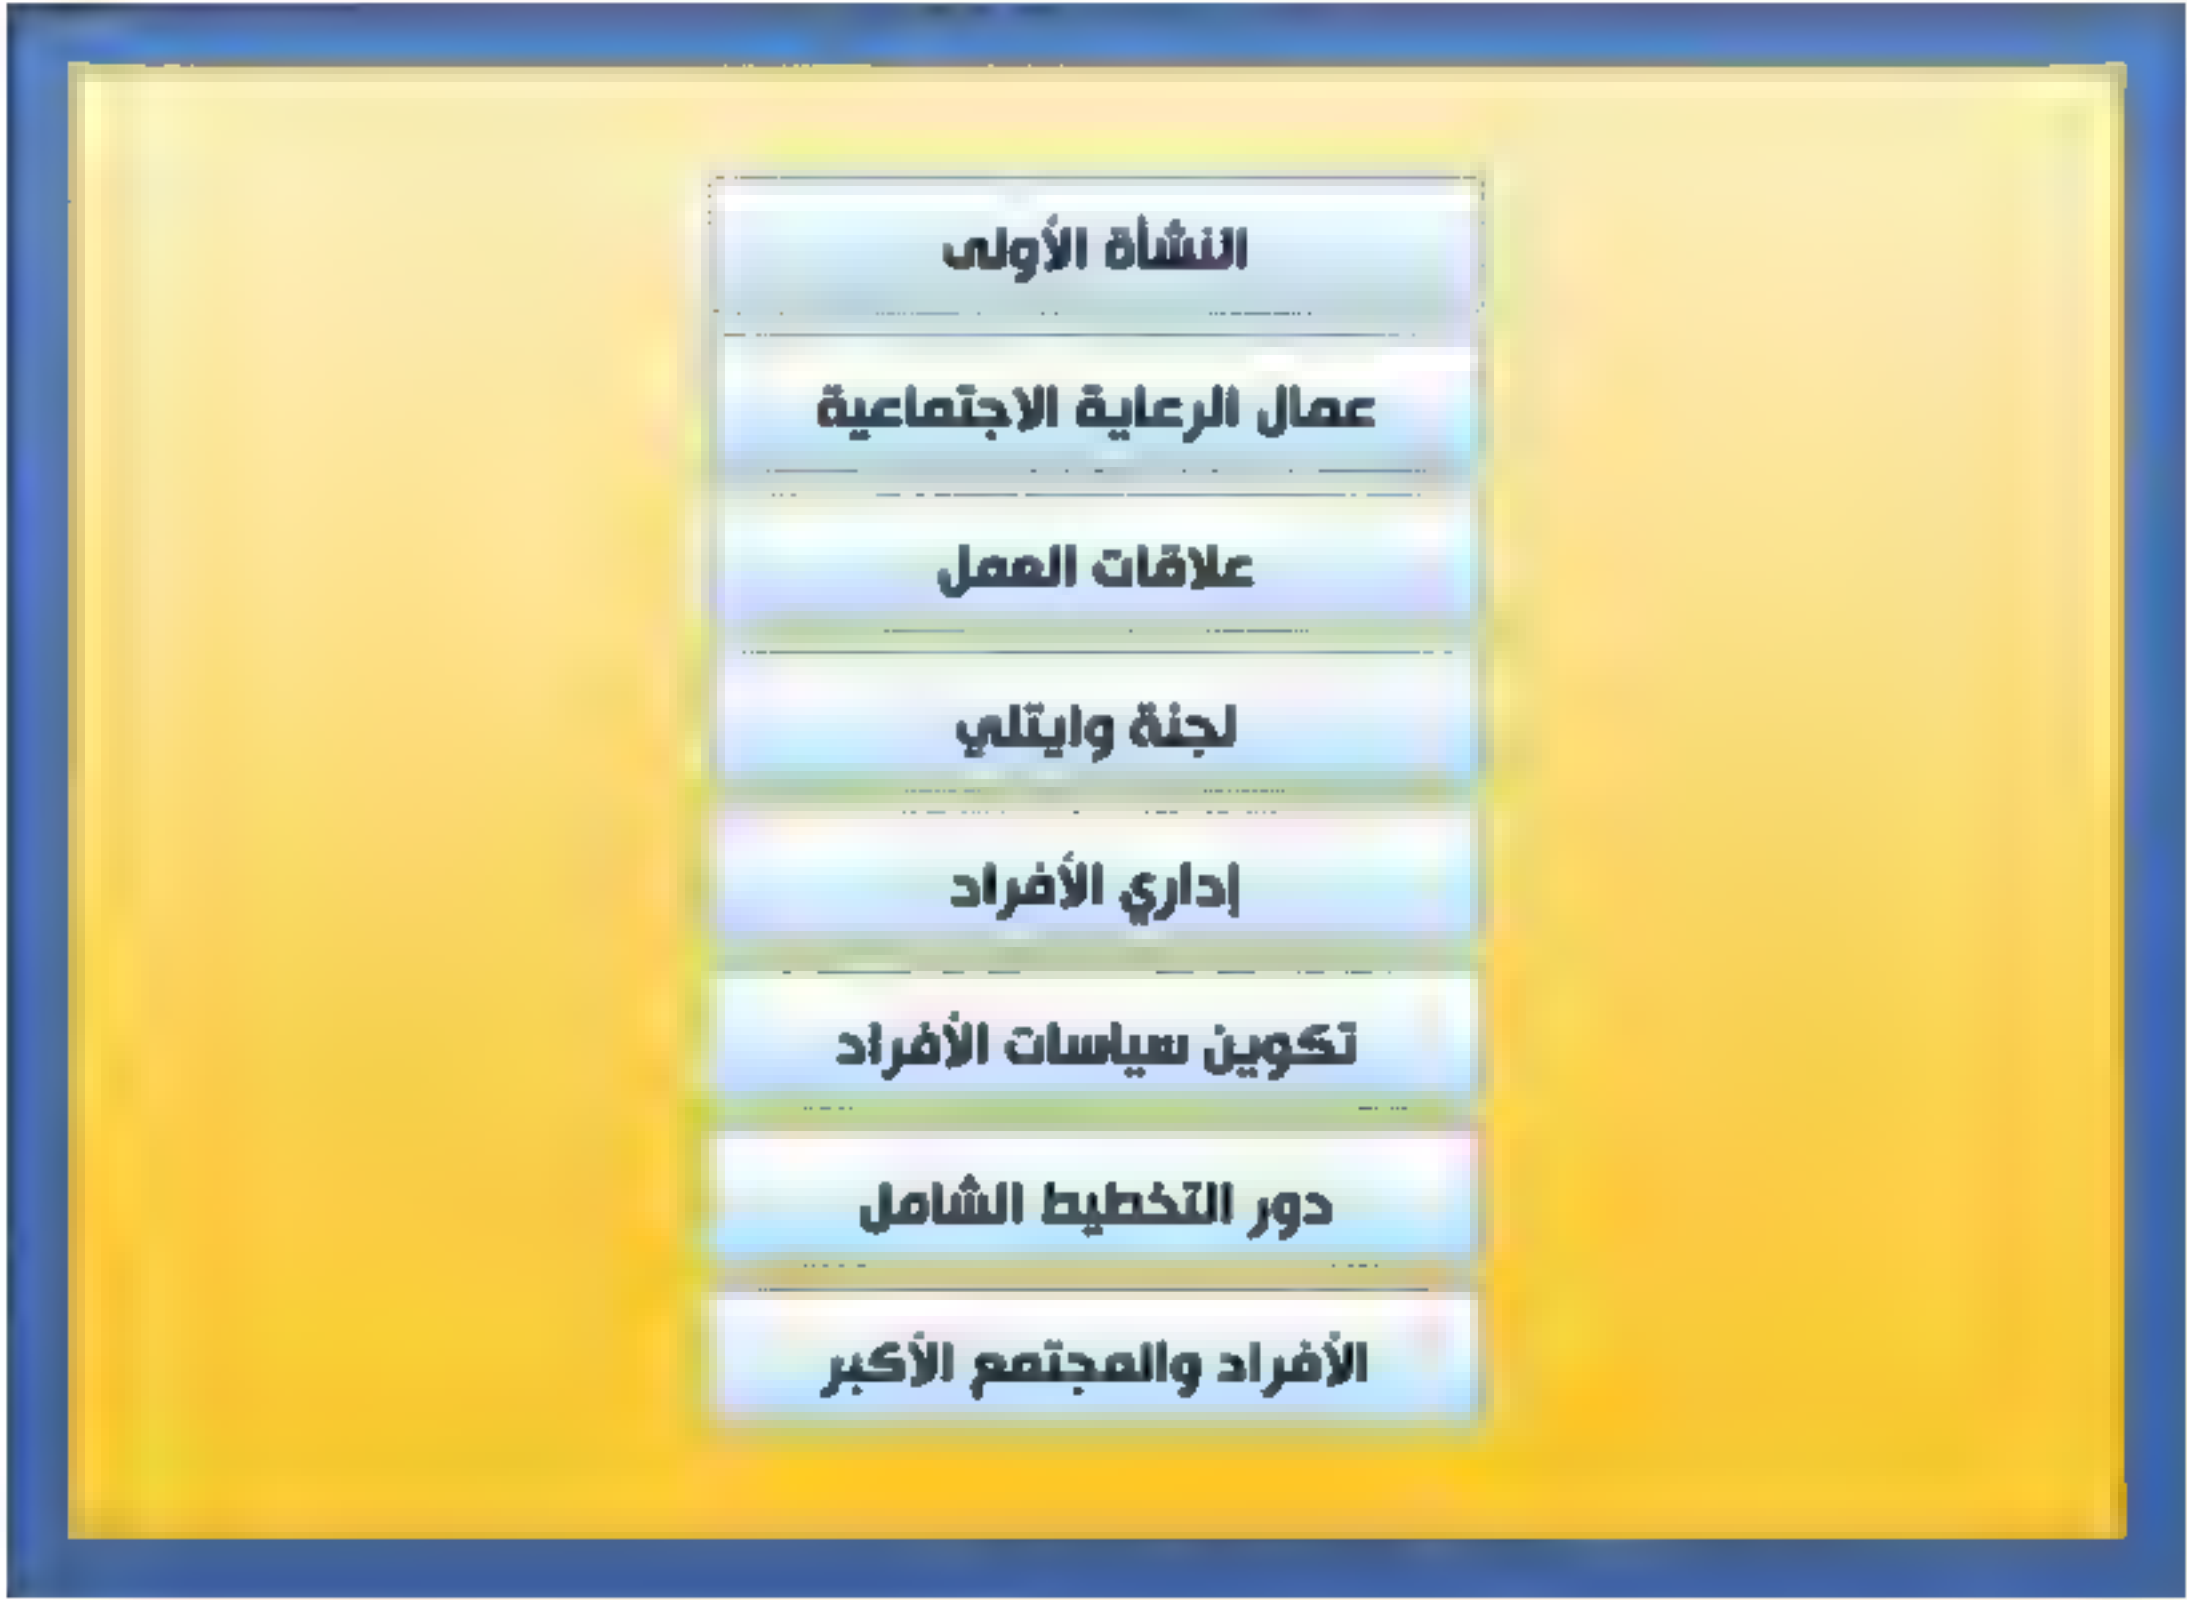 النشأة الأولى
عمال الرعاية الاجتماعية
علاقات العمل
لجنة وايتلي
إداري الأفراد
تكوين سياسات الأفراد
دور التخطيط الشامل
الأفراد والمجتمع الأكبر